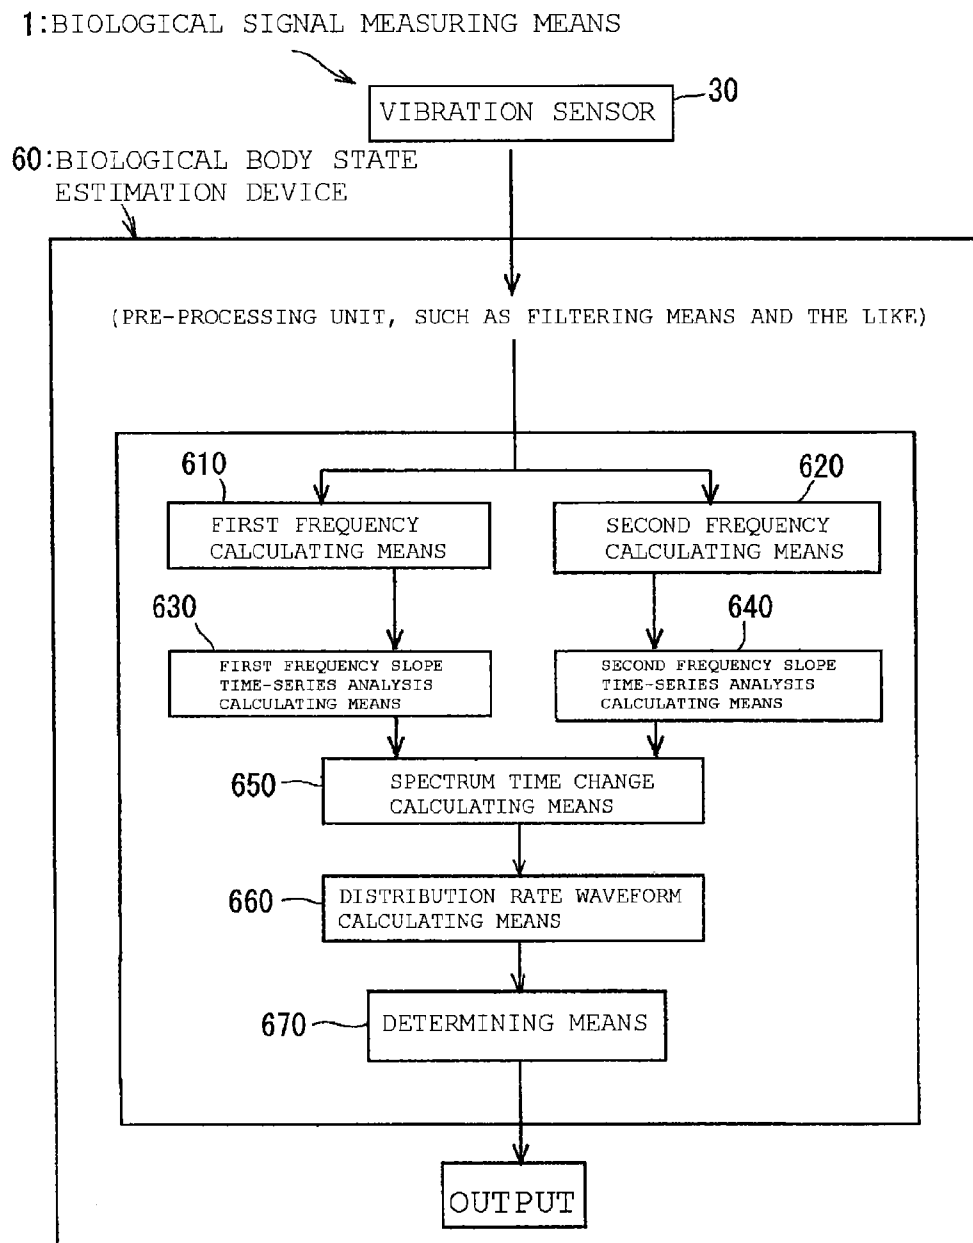 1:BIOLOGICAL SIGNAL MEASURING MEANS
30
VIBRATION SENSOR
60:BIOLOGICAL BODY STATE
ESTIMATION DEVICE
(PRE-PROCESSING UNIT, SUCH AS FILTERING MEANS AND THE LIKE)
610
FIRST FREQUENCY
CALCULATING MEANS
620
SECOND FREQUENCY
CALCULATING MEANS
630
FIRST FREQUENCY SLOPE
TIME-SERIES ANALYSIS
CALCULATING MEANS
640
SECOND FREQUENCY SLOPE
TIME-SERIES ANALYSIS
CALCULATING MEANS
650
SPECTRUM TIME CHANGE
CALCULATING MEANS
660
DISTRIBUTION RATE WAVEFORM
CALCULATING MEANS
670
DETERMINING MEANS
OUTPUT